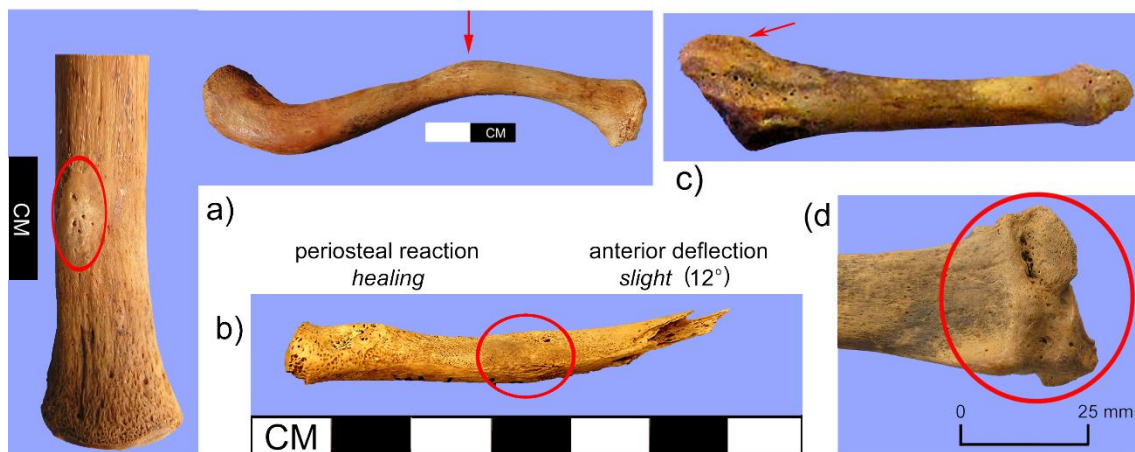 CM
CM
a)
c)
(d
periosteal reaction
healing
anterior deflection
slight (12°)
b)
CM
0
25 mm